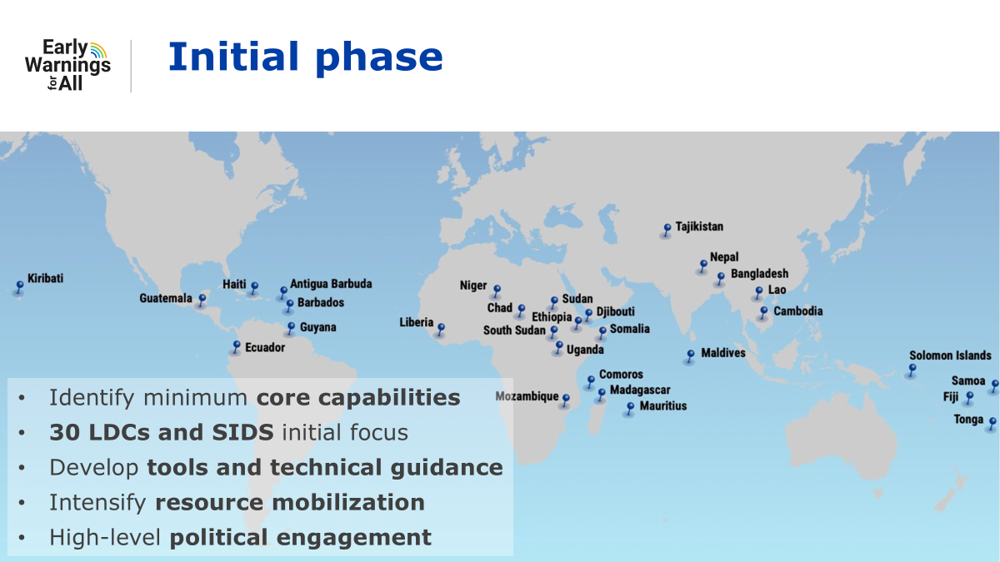 Early
Warnings
for All
Initial phase
Kiribati
Guatemala
Haiti
Antigua Barbuda
Barbados
Guyana
Ecuador
Liberia
Niger
Chad
Sudan
Ethiopia
Djibouti
South Sudan
Somalia
Uganda
Comoros
Madagascar
Mozambique
Mauritius
Tajikistan
Nepal
Bangladesh
Lao
Cambodia
Maldives
Solomon Islands
Samoa
Fiji
Tonga
• Identify minimum core capabilities
• 30 LDCs and SIDS initial focus
• Develop tools and technical guidance
• Intensify resource mobilization
• High-level political engagement